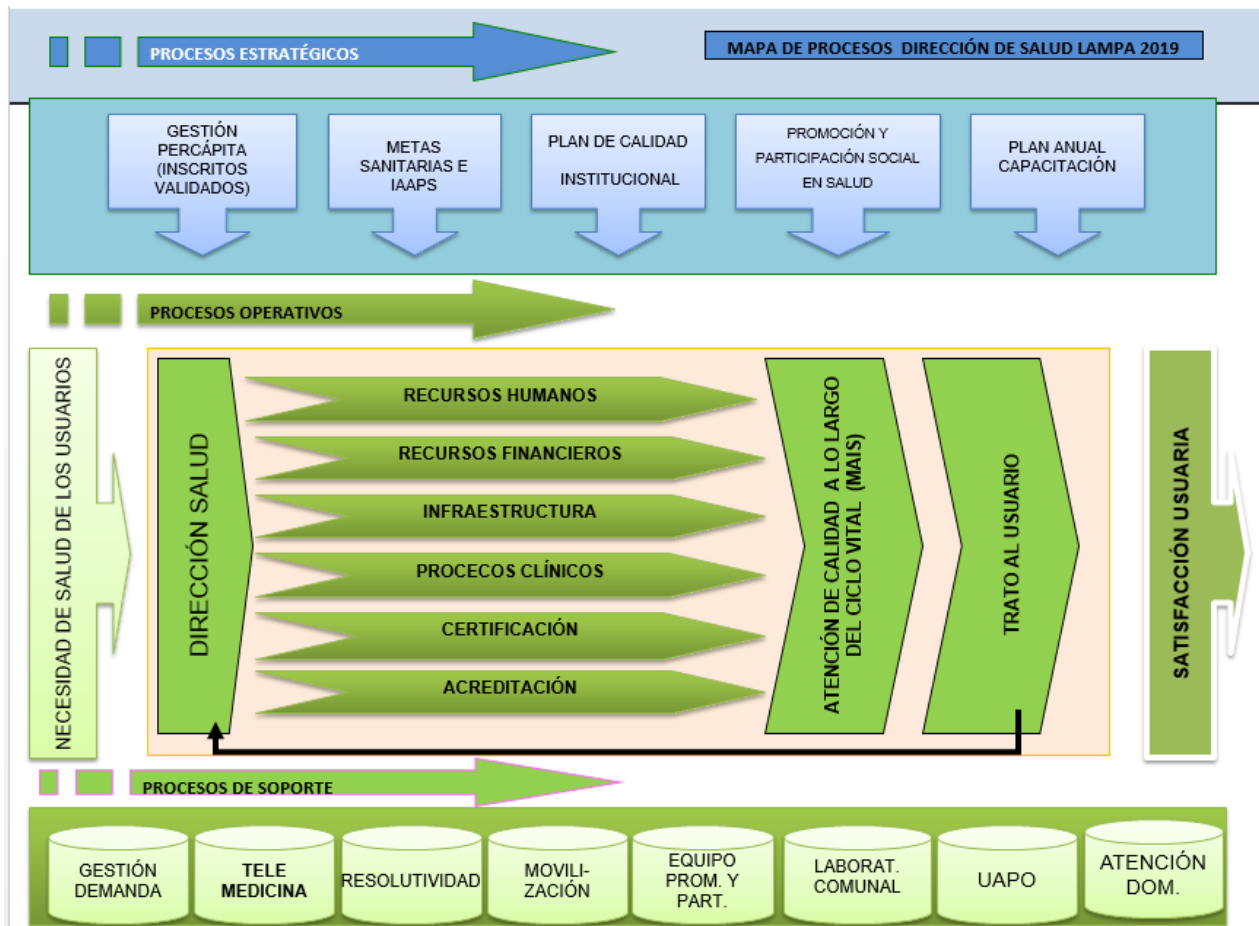 PROCESOS ESTRATÉGICOS
MAPA DE PROCESOS DIRECCIÓN DE SALUD LAMPA 2019
GESTIÓN
PERCÁPITA
(INSCRITOS
VALIDADOS)
METAS
SANITARIAS E
IAAPS
PLAN DE CALIDAD
INSTITUCIONAL
PROMOCIÓN Y
PARTICIPACIÓN SOCIAL
EN SALUD
PLAN ANUAL
CAPACITACIÓN
PROCESOS OPERATIVOS
NECESIDAD DE SALUD DE LOS USUARIOS
DIRECCIÓN SALUD
RECURSOS HUMANOS
RECURSOS FINANCIEROS
INFRAESTRUCTURA
PROCECOS CLÍNICOS
CERTIFICACIÓN
ACREDITACIÓN
ATENCIÓN DE CALIDAD A LO LARGO
DEL CICLO VITAL (MAIS)
TRATO AL USUARIO
SATISFACCIÓN USUARIA
PROCESOS DE SOPORTE
GESTIÓN
DEMANDA
TELE
MEDICINA
RESOLUTIVIDAD
MOVILI-
ZACIÓN
EQUIPO
PROM. Y
PART.
LABORAT.
COMUNAL
UAPO
ATENCIÓN
DOM.